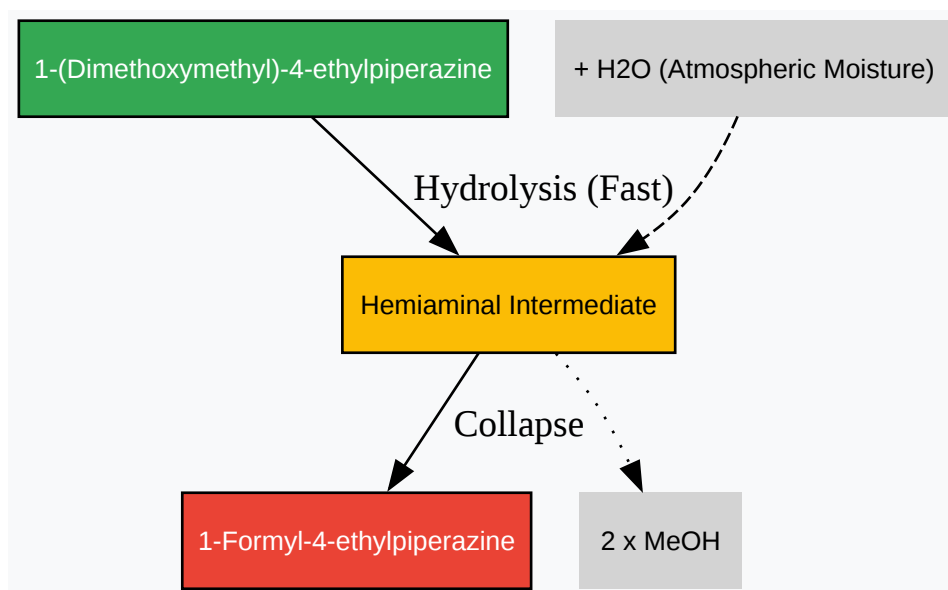 1-(Dimethoxymethyl)-4-ethylpiperazine
+ H2O (Atmospheric Moisture)
Hydrolysis (Fast)
Hemiaminal Intermediate
Collapse
1-Formyl-4-ethylpiperazine
2 x MeOH